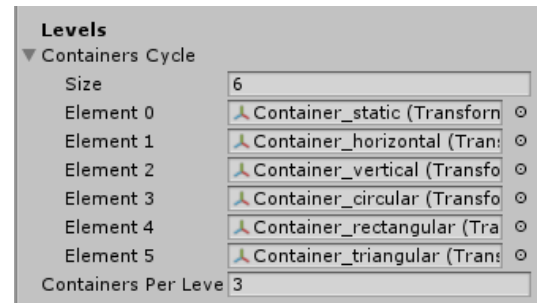 Levels
Containers Cycle
Size 6
Element 0 Container_static (Transforn
Element 1 Container_horizontal (Tran:
Element 2 Container_vertical (Transfo
Element 3 Container_circular (Transfo
Element 4 Container_rectangular (Tra
Element 5 Container_triangular (Trans
Containers Per Leve 3